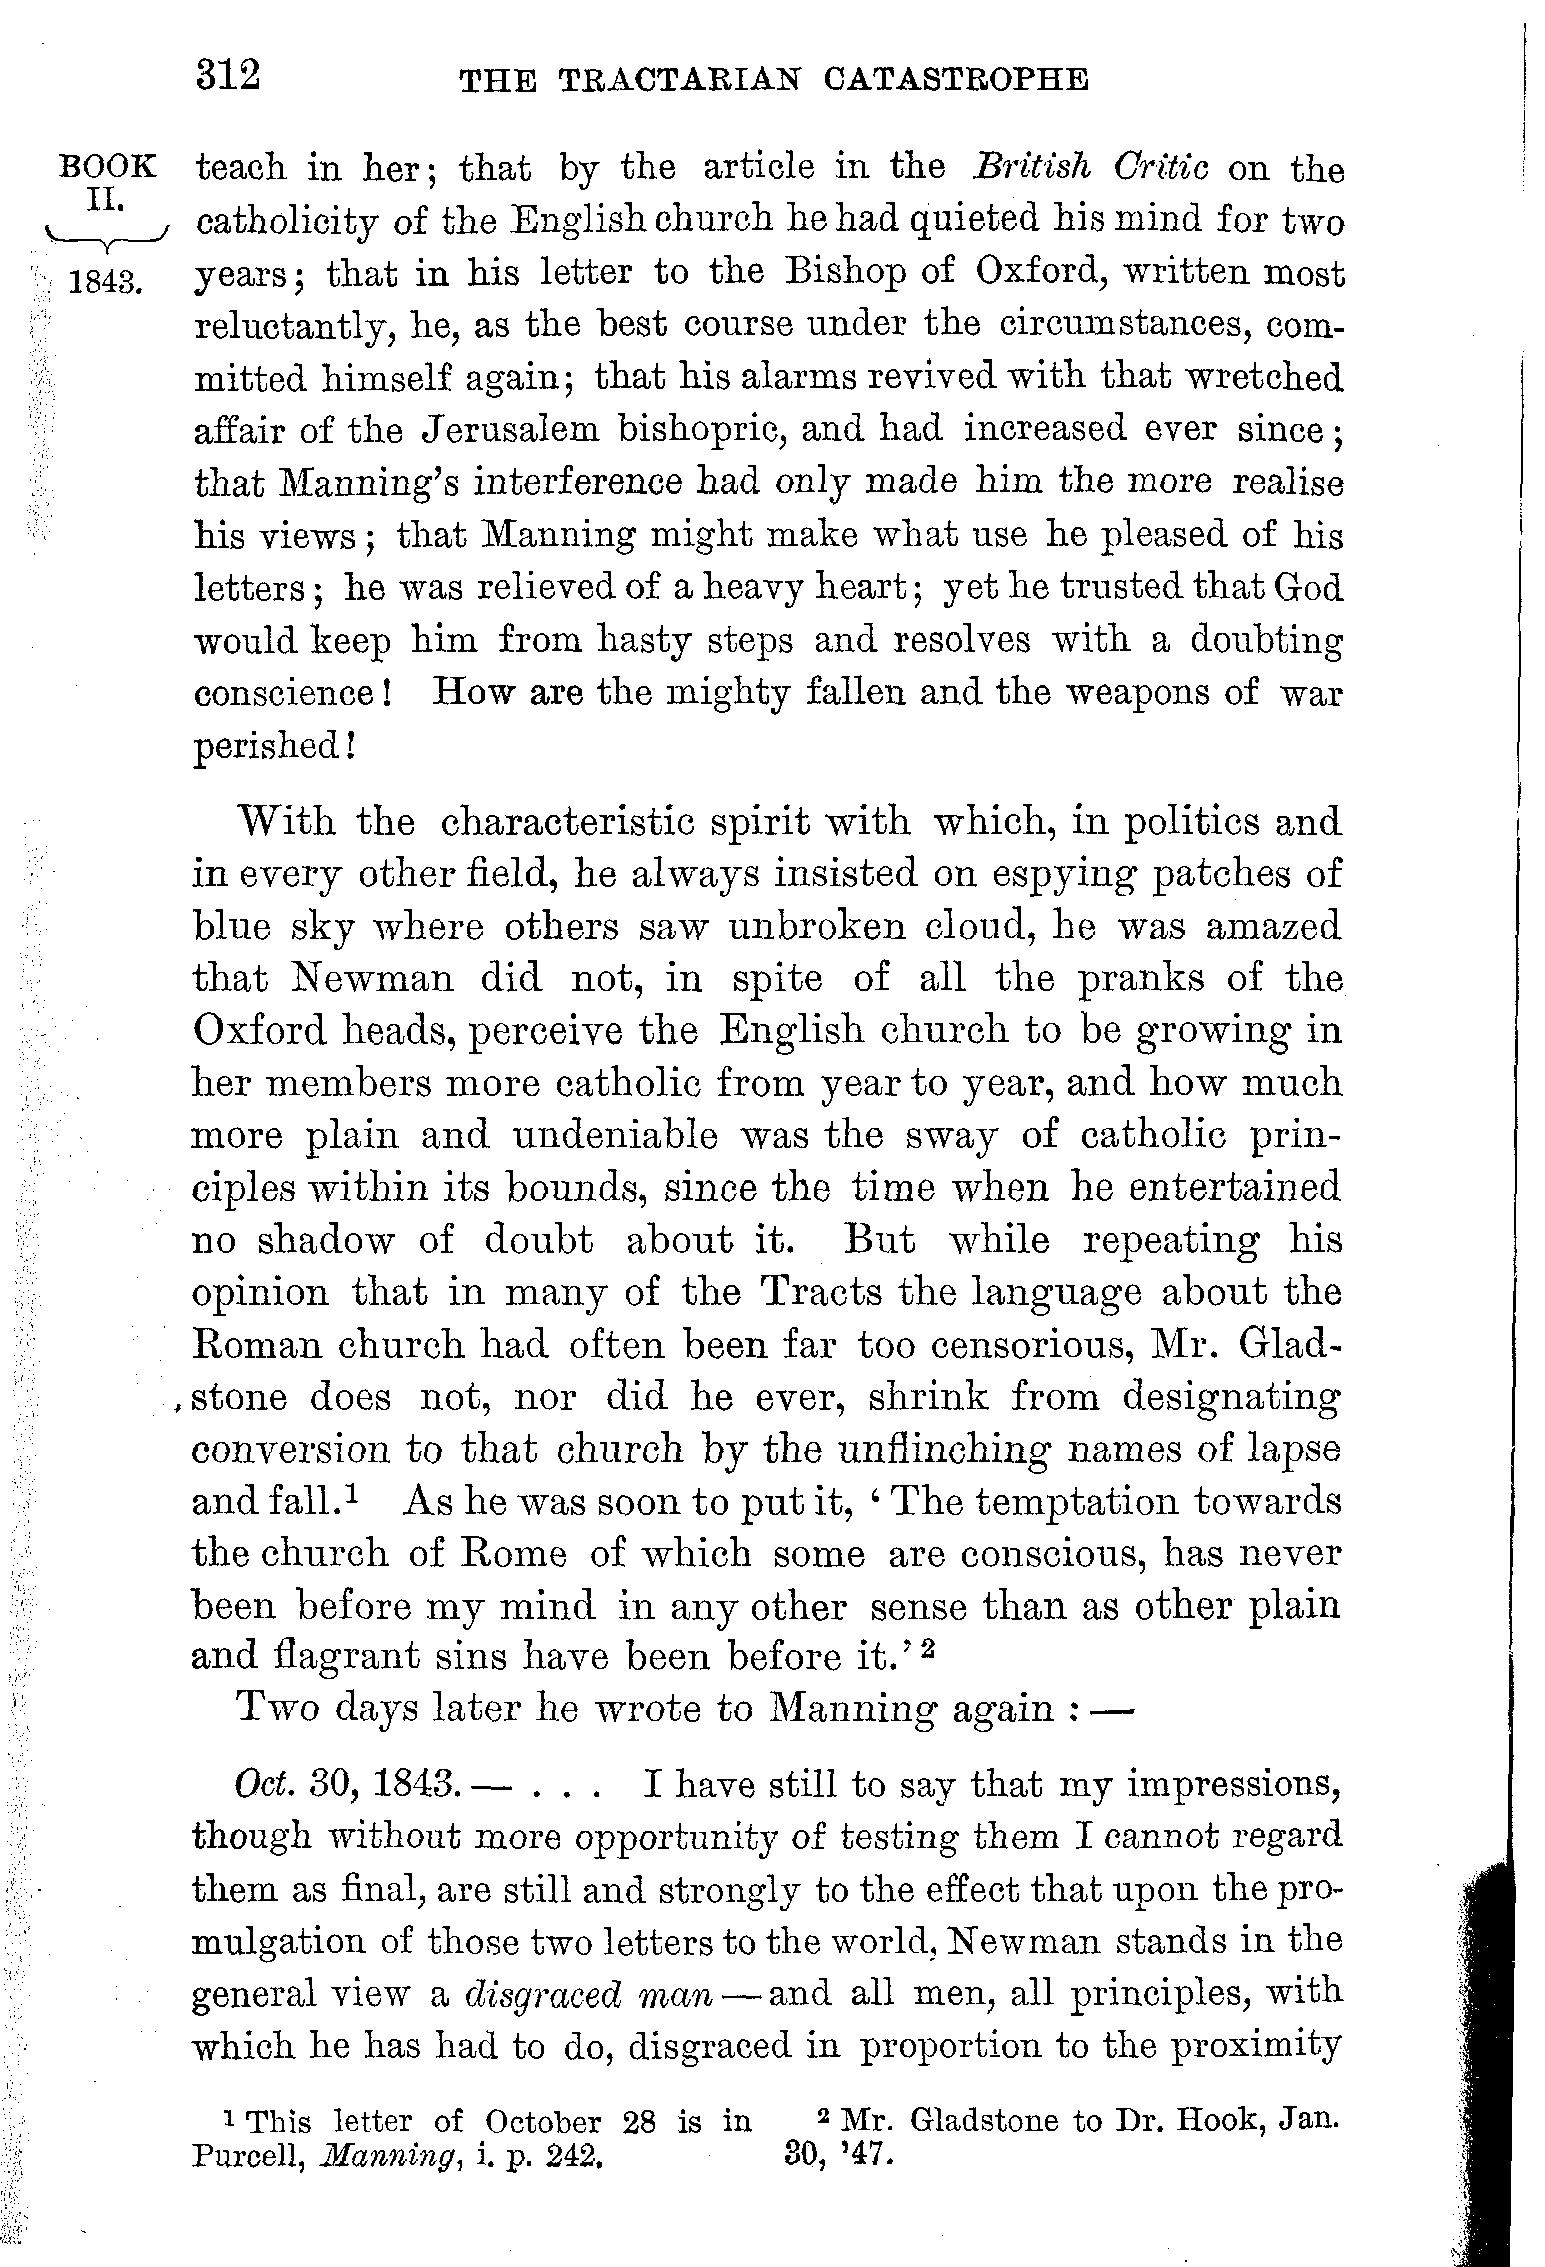 312 THE TRACTARIAN CATASTROPHE
BOOK
II.
1843.
teach in her; that by the article in the British Critic on the
catholicity of the English church he had quieted his mind for two
years; that in his letter to the Bishop of Oxford, written most
reluctantly, he, as the best course under the circumstances, com-
mitted himself again; that his alarms revived with that wretched
affair of the Jerusalem bishopric, and had increased ever since;
that Manning's interference had only made him the more realise
his views; that Manning might make what use he pleased of his
letters; he was relieved of a heavy heart; yet he trusted that God
would keep him from hasty steps and resolves with a doubting
conscience! How are the mighty fallen and the weapons of war
perished!
With the characteristic spirit with which, in politics and
in every other field, he always insisted on espying patches of
blue sky where others saw unbroken cloud, he was amazed
that Newman did not, in spite of all the pranks of the
Oxford heads, perceive the English church to be growing in
her members more catholic from year to year, and how much
more plain and undeniable was the sway of catholic prin-
ciples within its bounds, since the time when he entertained
no shadow of doubt about it. But while repeating his
opinion that in many of the Tracts the language about the
Roman church had often been far too censorious, Mr. Glad-
stone does not, nor did he ever, shrink from designating
conversion to that church by the unflinching names of lapse
and fall.¹ As he was soon to put it, ‘The temptation towards
the church of Rome of which some are conscious, has never
been before my mind in any other sense than as other plain
and flagrant sins have been before it.’²
Two days later he wrote to Manning again:—
Oct. 30, 1843.— . . . I have still to say that my impressions,
though without more opportunity of testing them I cannot regard
them as final, are still and strongly to the effect that upon the pro-
mulgation of those two letters to the world, Newman stands in the
general view a disgraced man—and all men, all principles, with
which he has had to do, disgraced in proportion to the proximity
¹ This letter of October 28 is in
Purcell, Manning, i. p. 242.
² Mr. Gladstone to Dr. Hook, Jan.
30, '47.